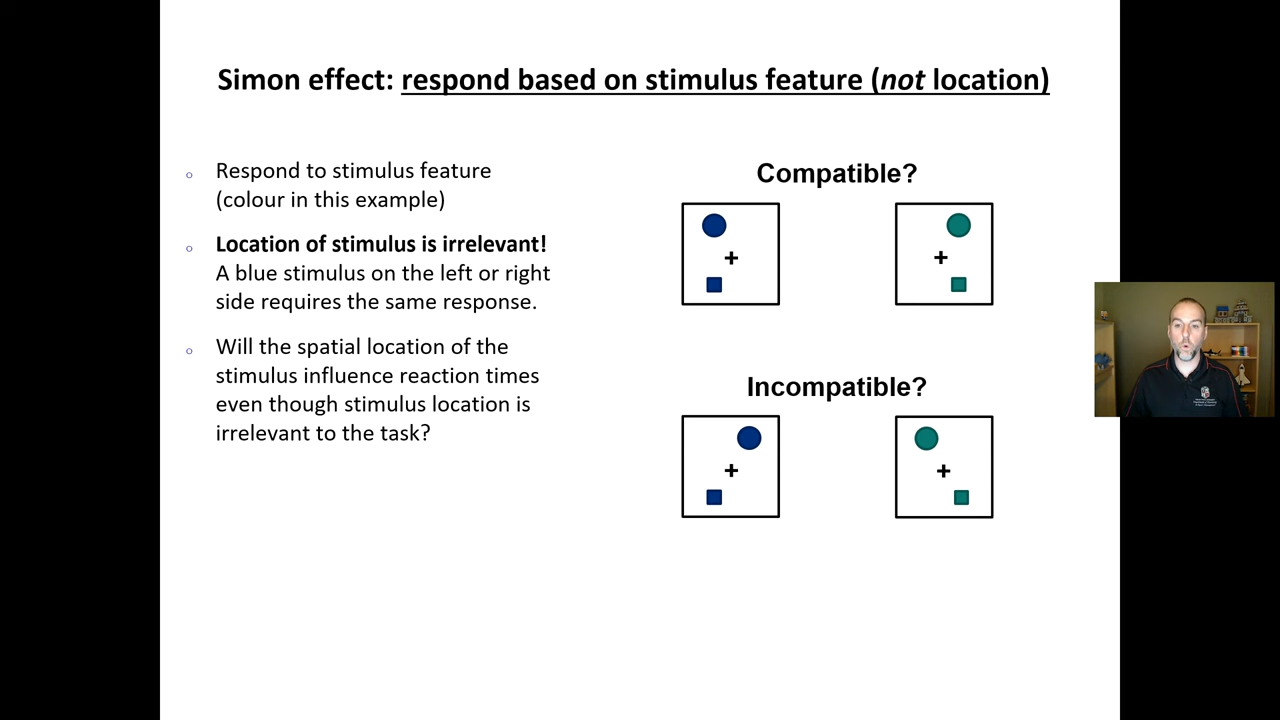 Simon effect: respond based on stimulus feature (not location)
Respond to stimulus feature
(colour in this example)
Location of stimulus is irrelevant!
A blue stimulus on the left or right
side requires the same response.
Will the spatial location of the
stimulus influence reaction times
even though stimulus location is
irrelevant to the task?
Compatible?
+
+
Incompatible?
+
+